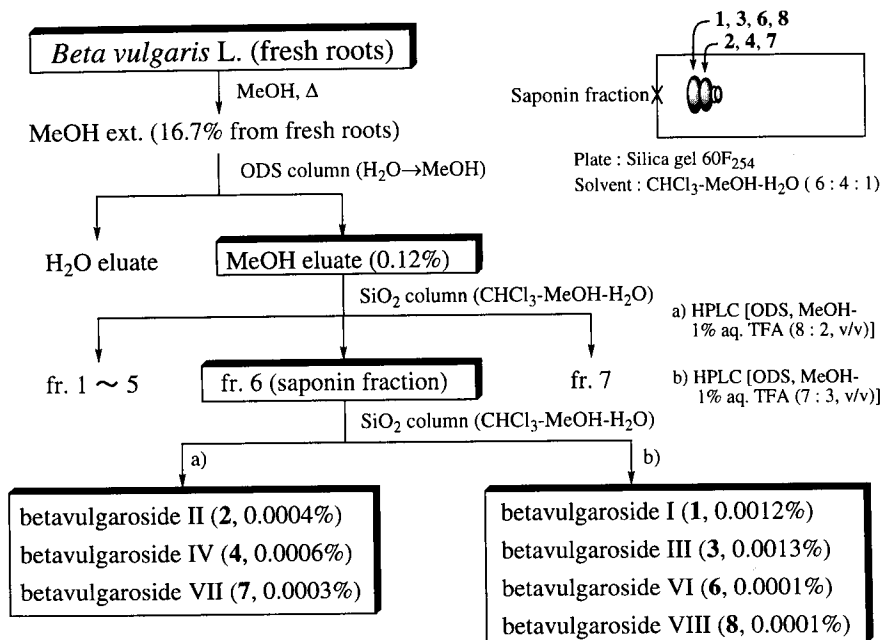 Beta vulgaris L. (fresh roots)
MeOH, Δ
MeOH ext. (16.7% from fresh roots)
ODS column (H₂O→MeOH)
H₂O eluate
MeOH eluate (0.12%)
SiO₂ column (CHCl₃-MeOH-H₂O)
fr. 1 ~ 5
fr. 6 (saponin fraction)
fr. 7
SiO₂ column (CHCl₃-MeOH-H₂O)
a)
b)
betavulgaroside II (2, 0.0004%)
betavulgaroside IV (4, 0.0006%)
betavulgaroside VII (7, 0.0003%)
betavulgaroside I (1, 0.0012%)
betavulgaroside III (3, 0.0013%)
betavulgaroside VI (6, 0.0001%)
betavulgaroside VIII (8, 0.0001%)
1, 3, 6, 8
2, 4, 7
Saponin fraction
Plate : Silica gel 60F₂₅₄
Solvent : CHCl₃-MeOH-H₂O ( 6 : 4 : 1)
a) HPLC [ODS, MeOH-
1% aq. TFA (8 : 2, v/v)]
b) HPLC [ODS, MeOH-
1% aq. TFA (7 : 3, v/v)]